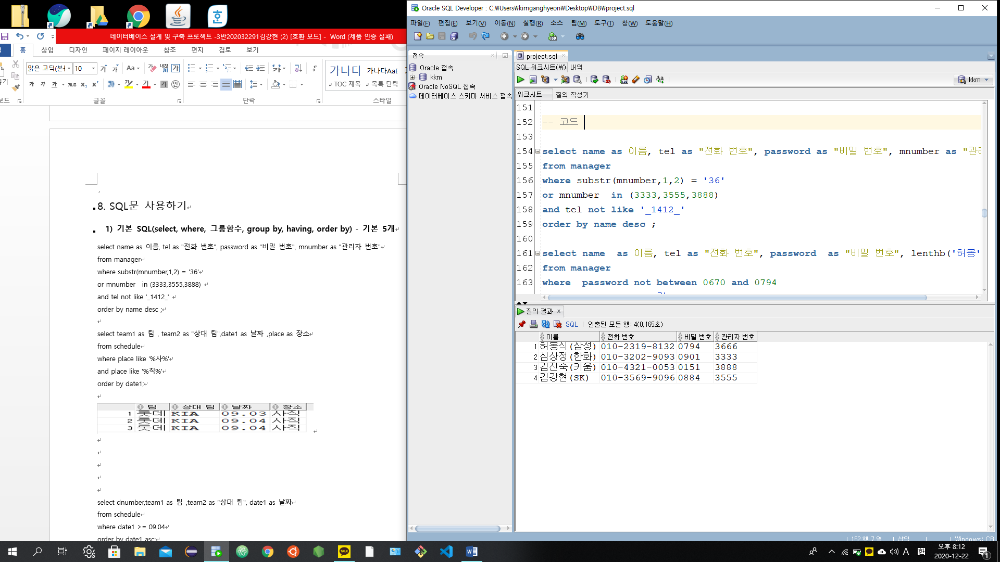 데이터베이스 설계 및 구축 프로젝트 -3반202032291김강현 (2) [호환 모드] - Word (제품 인증 실패)
홈 삽입 디자인 페이지 레이아웃 참조 편지 검토 보기
맑은 고딕(본문 10
가나디 가나다AaE
TOC 제목 목록 단락
글꼴 단락 스타일
8. SQL문 사용하기
1) 기본 SQL(select, where, 그룹함수, group by, having, order by) - 기본 5개
select name as 이름, tel as "전화 번호", password as "비밀 번호", mnumber as "관리자 번호"
from manager
where substr(mnumber,1,2) = '36'
or mnumber in (3333,3555,3888)
and tel not like '_1412_'
order by name desc ;
select team1 as 팀 , team2 as "상대 팀",date1 as 날짜 ,place as 장소
from schedule
where place like '%사%'
and place like '%직%'
order by date1;
팀 상대 팀 날짜 장소
1 롯데 KIA 09.03 사직
2 롯데 KIA 09.04 사직
3 롯데 KIA 09.04 사직
select dnumber,team1 as 팀 ,team2 as "상대 팀", date1 as 날짜
from schedule
where date1 >= 09.04
order by date1 asc;
Oracle SQL Developer : C:₩Users₩kimganghyeon₩Desktop₩DB₩project.sql
파일(F) 편집(E) 보기(V) 이동(N) 실행(R) 소스 팀(M) 도구(T) 창(W) 도움말(H)
접속
Oracle 접속
kkm
Oracle NoSQL 접속
데이터베이스 스키마 서비스 접속
project.sql
SQL 워크시트(W) 내역
kkm
워크시트 질의 작성기
151
152 -- 코드
153
154 select name as 이름, tel as "전화 번호", password as "비밀 번호", mnumber as "관리
155 from manager
156 where substr(mnumber,1,2) = '36'
157 or mnumber  in (3333,3555,3888)
158 and tel not like '_1412_'
159 order by name desc ;
160
161 select name  as 이름, tel as "전화 번호", password  as "비밀 번호", lenthb('허봉'
162 from manager
163 where  password not between 0670 and 0794
질의 결과
SQL 인출된 모든 행: 4(0,165초)
이름 전화 번호 비밀 번호 관리자 번호
1 허봉식(삼성) 010-2319-8132 0794 3666
2 심상정(한화) 010-3202-9093 0901 3333
3 김진숙(키움) 010-4321-0053 0151 3888
4 김강현(SK) 010-3569-9096 0884 3555
152 행 7 열 삽입 Windows: CR
오후 8:12
2020-12-22